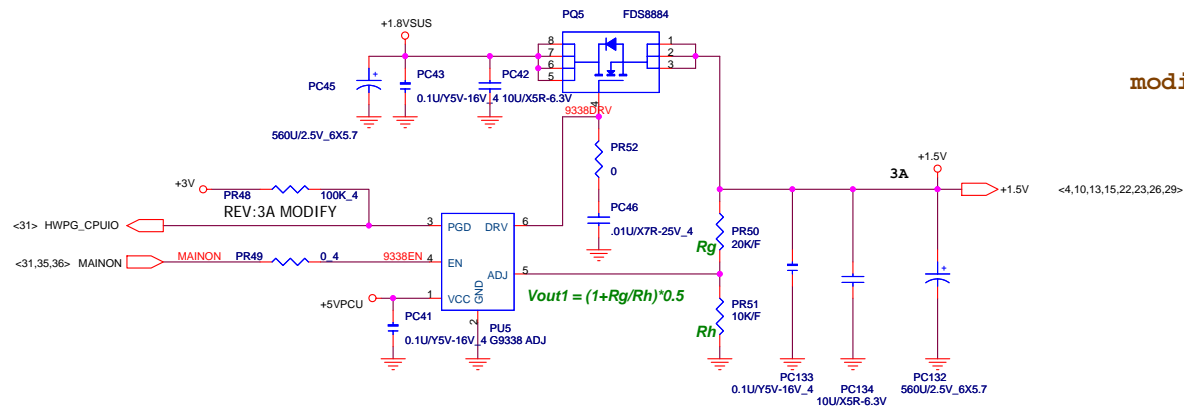 +1.8VSUS
PQ5 FDS8884
8
7
6
5
1
2
3
4
PC45
560U/2.5V_6X5.7
PC43
0.1U/Y5V-16V_4
PC42
10U/X5R-6.3V
modi
9338DRV
PR52
0
PC46
.01U/X7R-25V_4
+3V
PR48
100K_4
REV:3A MODIFY
<31> HWPG_CPUIO
<31,35,36> MAINON
MAINON
PR49
0_4
9338EN
+5VPCU
PC41
0.1U/Y5V-16V_4
3 PGD
DRV 6
4 EN
ADJ 5
1 VCC
GND
2
PU5
G9338 ADJ
Vout1 = (1+Rg/Rh)*0.5
Rg
PR50
20K/F
Rh
PR51
10K/F
3A
+1.5V
+1.5V <4,10,13,15,22,23,26,29>
PC133
0.1U/Y5V-16V_4
PC134
10U/X5R-6.3V
PC132
560U/2.5V_6X5.7